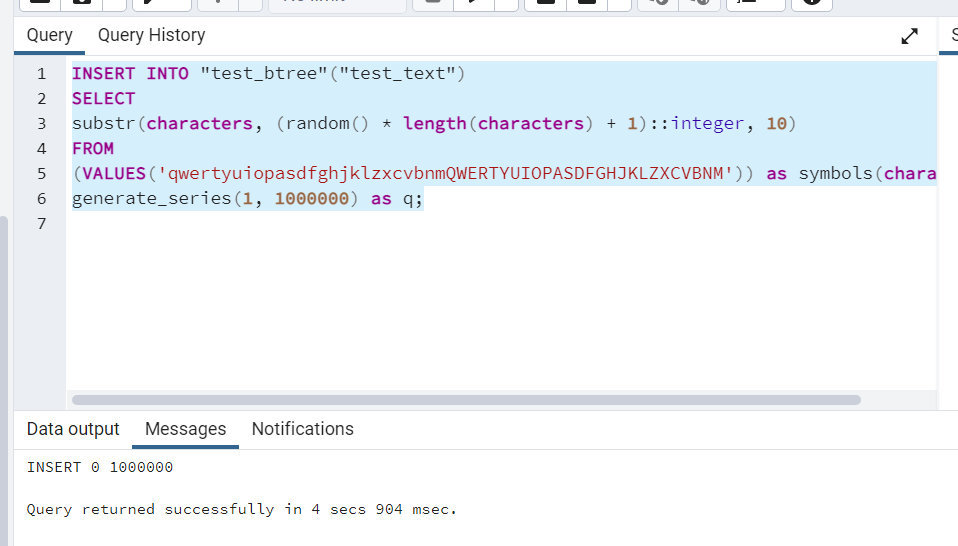 Query Query History
1 INSERT INTO "test_btree"("test_text")
2 SELECT
3 substr(characters, (random() * length(characters) + 1)::integer, 10)
4 FROM
5 (VALUES('qwertyuiopasdfghjklzxcvbnmQWERTYUIOPASDFGHJKLZXCVBNM')) as symbols(chara
6 generate_series(1, 1000000) as q;
7
Data output Messages Notifications
INSERT 0 1000000
Query returned successfully in 4 secs 904 msec.